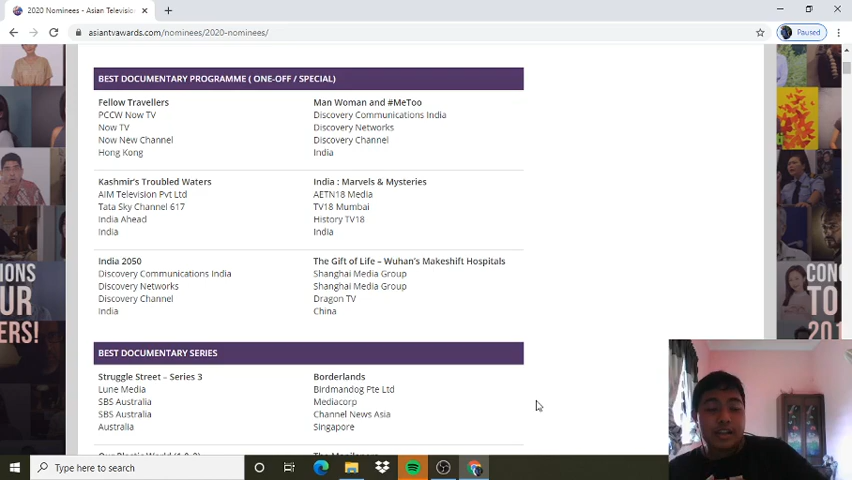 2020 Nominees - Asian Televisio
asiantvawards.com/nominees/2020-nominees/
Paused
BEST DOCUMENTARY PROGRAMME ( ONE-OFF / SPECIAL)
Fellow Travellers
PCCW Now TV
Now TV
Now New Channel
Hong Kong
Man Woman and #MeToo
Discovery Communications India
Discovery Networks
Discovery Channel
India
Kashmir's Troubled Waters
AIM Television Pvt Ltd
Tata Sky Channel 617
India Ahead
India
India : Marvels & Mysteries
AETN18 Media
TV18 Mumbai
History TV18
India
India 2050
Discovery Communications India
Discovery Networks
Discovery Channel
India
The Gift of Life – Wuhan's Makeshift Hospitals
Shanghai Media Group
Shanghai Media Group
Dragon TV
China
BEST DOCUMENTARY SERIES
Struggle Street – Series 3
Lune Media
SBS Australia
SBS Australia
Australia
Borderlands
Birdmandog Pte Ltd
Mediacorp
Channel News Asia
Singapore
IONS
UR
ERS!
CON
TO
201
Type here to search